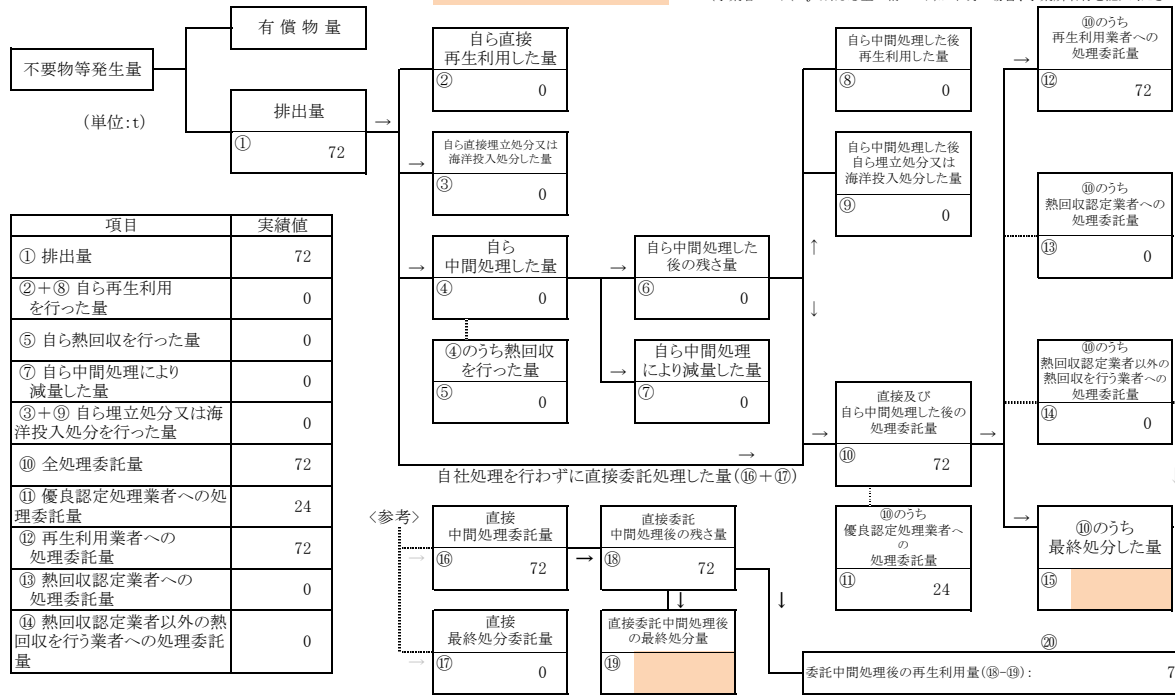 有償物量
不要物等発生量
(単位:t)
排出量
①
72
→
自ら直接
再生利用した量
②
0
→
自ら直接埋立処分又は
海洋投入処分した量
③
0
→
自ら
中間処理した量
④
0
④のうち熱回収
を行った量
⑤
0
→
自ら中間処理した
後の残さ量
⑥
0
→
自ら中間処理
により減量した量
⑦
0
自ら中間処理した後
再生利用した量
⑧
0
自ら中間処理した後
自ら埋立処分又は
海洋投入処分した量
⑨
0
↑
↓
→
直接及び
自ら中間処理した後の
処理委託量
⑩
72
→
⑩のうち
優良認定処理業者へ
の
処理委託量
⑪
24
→
⑩のうち
再生利用業者への
処理委託量
⑫
72
⑩のうち
熱回収認定業者への
処理委託量
⑬
0
⑩のうち
熱回収認定業者以外の
熱回収を行う業者への
処理委託量
⑭
0
→
⑩のうち
最終処分した量
⑮
→
自社処理を行わずに直接委託処理した量(⑯+⑰)
〈参考〉
→
直接
中間処理委託量
⑯
72
→
直接委託
中間処理後の残さ量
⑱
72
→
直接
最終処分委託量
⑰
0
↓
直接委託中間処理後
の最終処分量
⑲
↓
⑳
委託中間処理後の再生利用量(⑱-⑲):
7
項目 実績値
① 排出量 72
②+⑧ 自ら再生利用
を行った量 0
⑤ 自ら熱回収を行った量 0
⑦ 自ら中間処理により
減量した量 0
③+⑨ 自ら埋立処分又は海
洋投入処分を行った量 0
⑩ 全処理委託量 72
⑪ 優良認定処理業者への処
理委託量 24
⑫ 再生利用業者への
処理委託量 72
⑬ 熱回収認定業者への
処理委託量 0
⑭ 熱回収認定業者以外の熱
回収を行う業者への処理委託
量 0